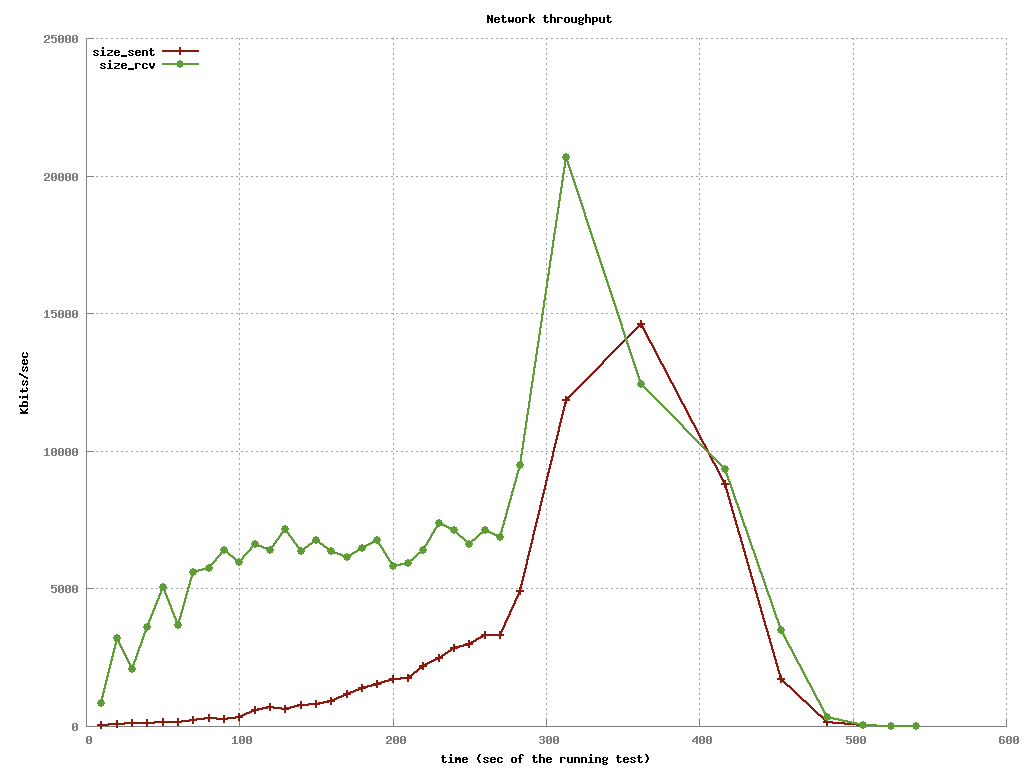 Network throughput
25000
size_sent
size_rcv
20000
15000
Kbits/sec
10000
5000
0
0 100 200 300 400 500 600
time (sec of the running test)